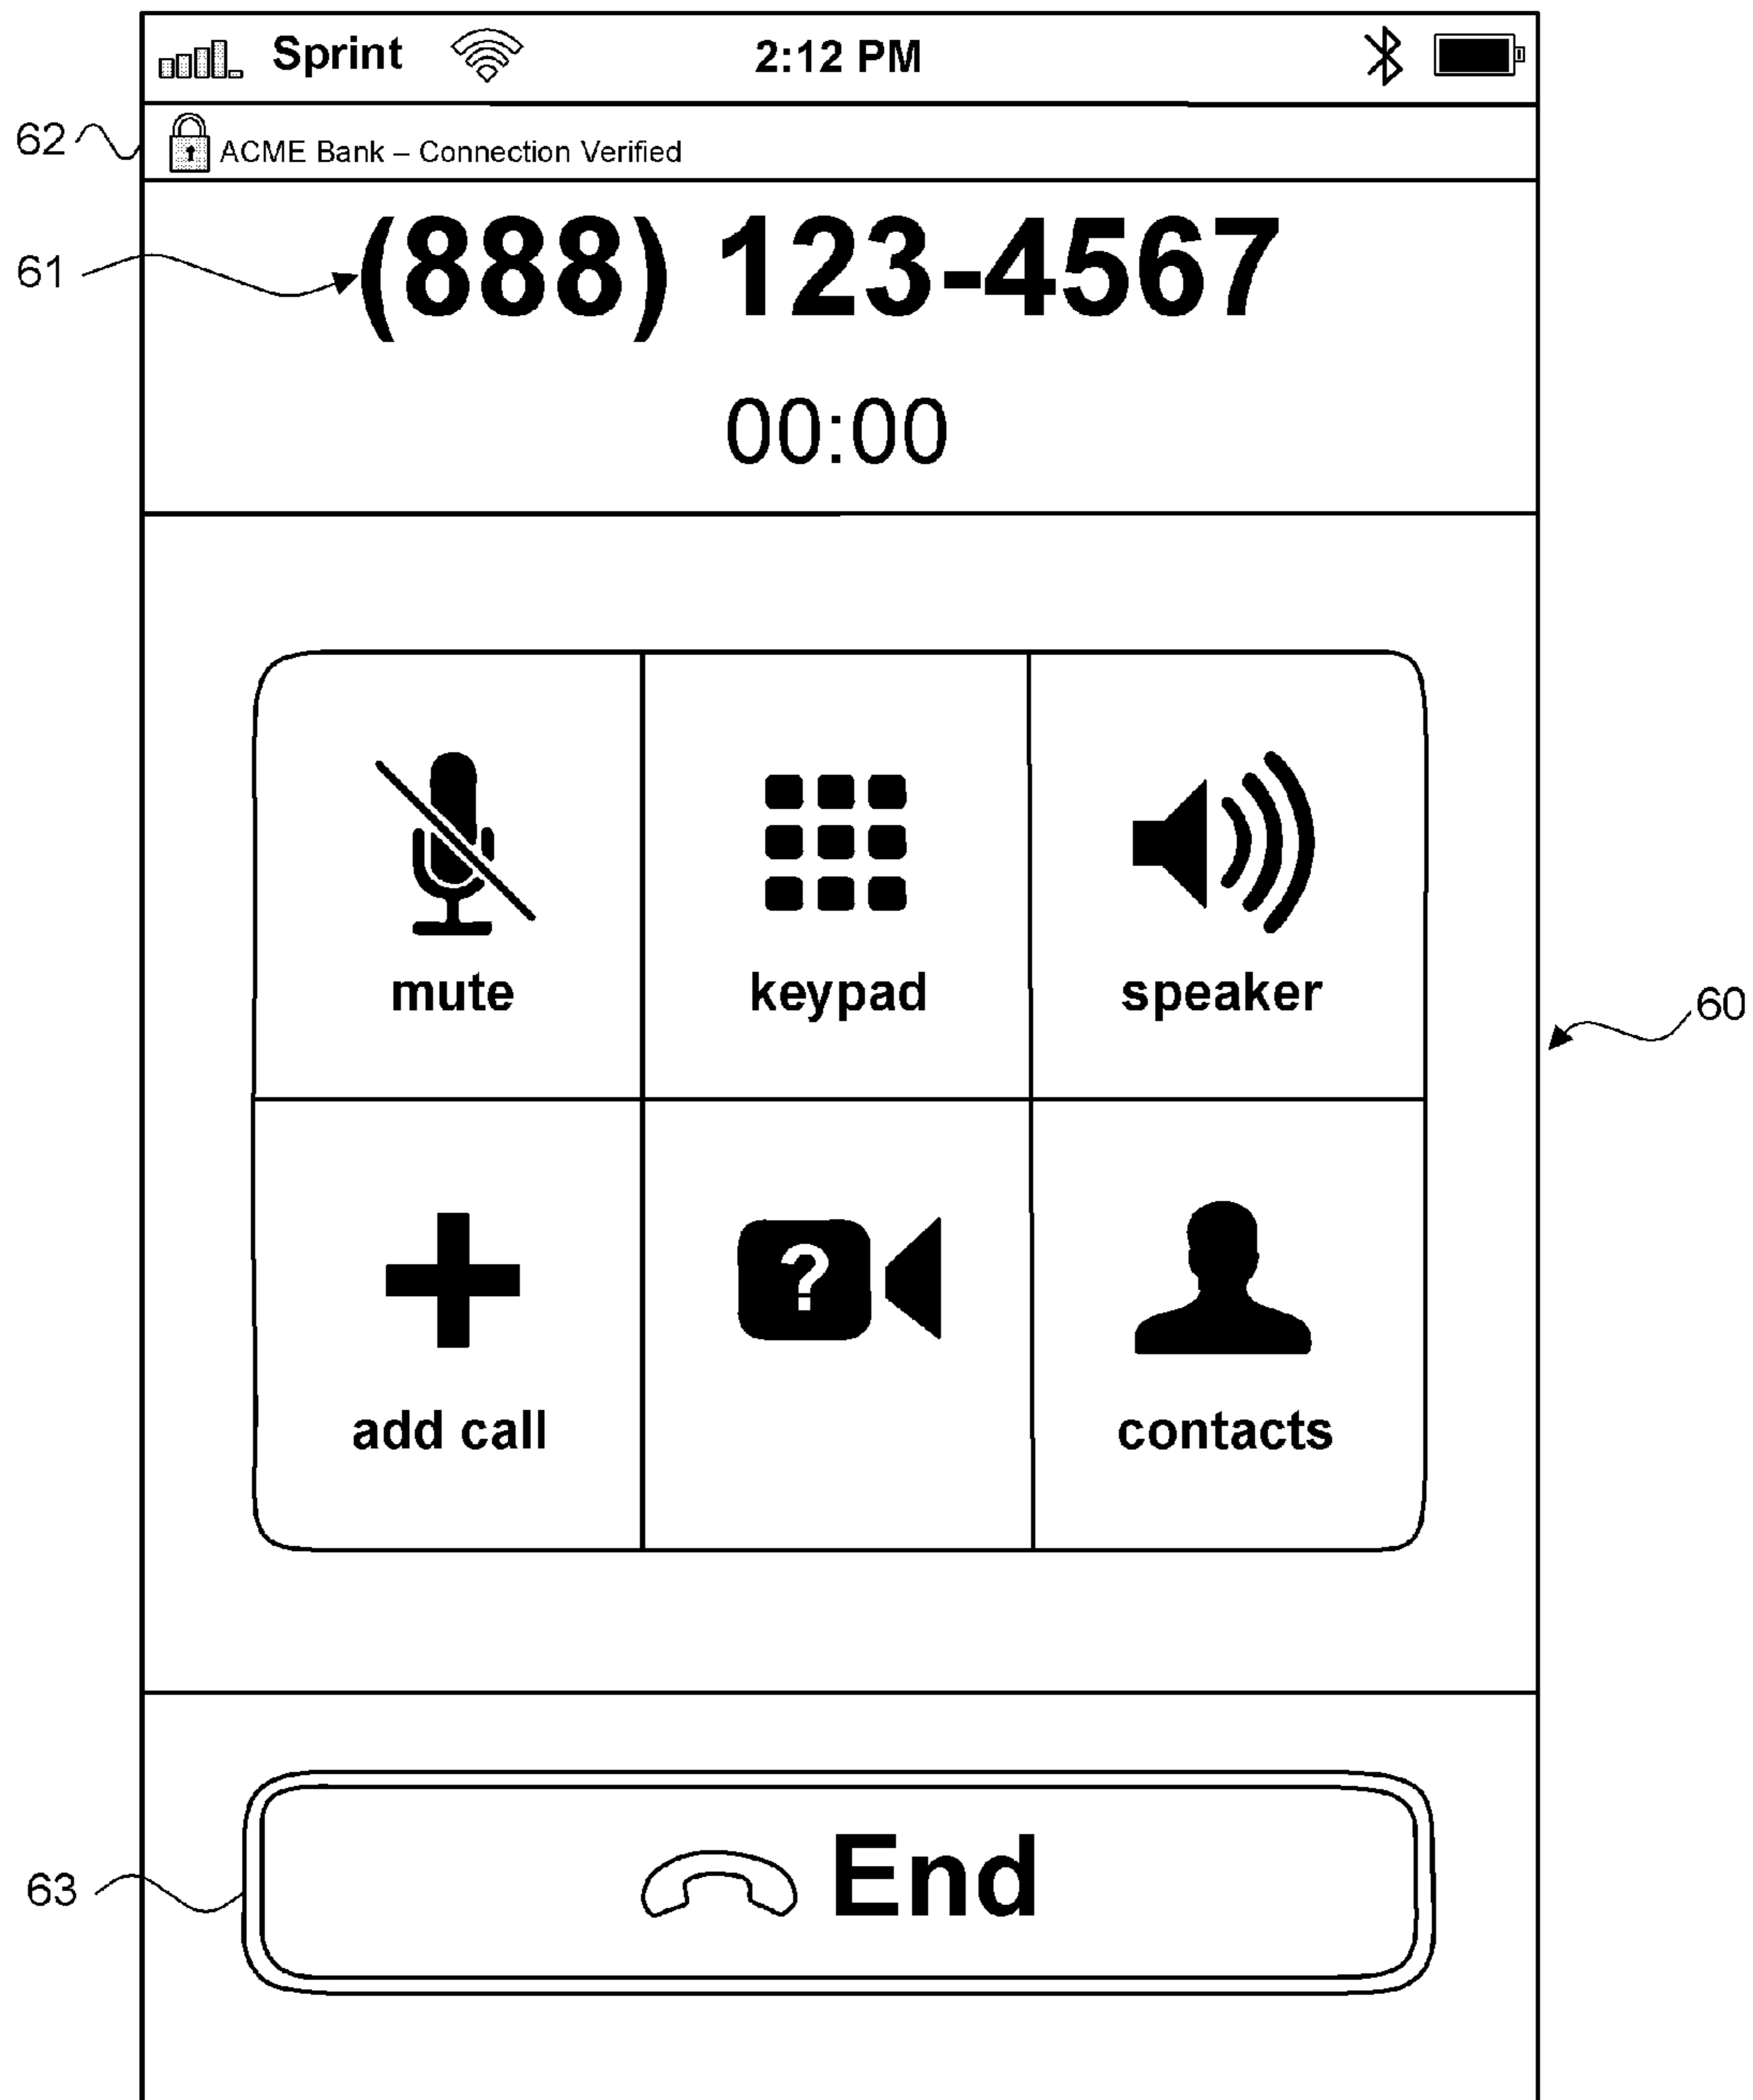 Sprint 2:12 PM
62
ACME Bank – Connection Verified
61
(888) 123-4567
00:00
mute keypad speaker
60
?
add call contacts
63
End